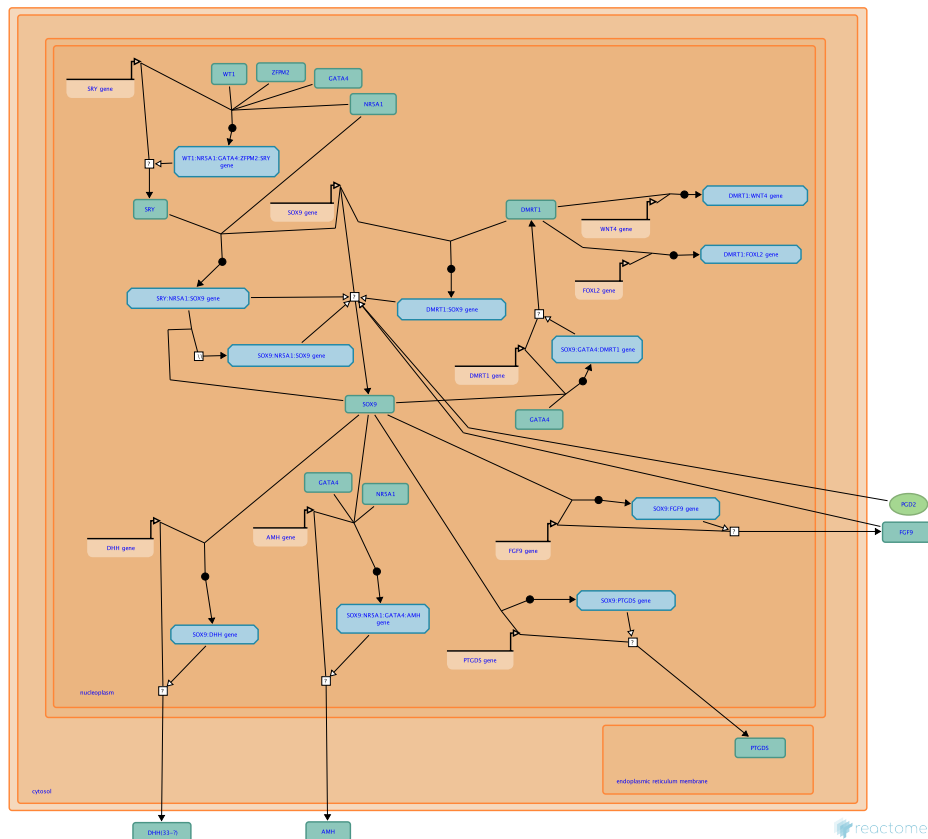 SRY gene
WT1
ZFPM2
GATA4
NR5A1
WT1:NR5A1:GATA4:ZFPM2:SRY
gene
?
SRY
SOX9 gene
DMRT1
DMRT1:WNT4 gene
WNT4 gene
DMRT1:FOXL2 gene
FOXL2 gene
SRY:NR5A1:SOX9 gene
?
DMRT1:SOX9 gene
?
SOX9:NR5A1:SOX9 gene
SOX9:GATA4:DMRT1 gene
DMRT1 gene
SOX9
GATA4
GATA4
NR5A1
PGD2
SOX9:FGF9 gene
FGF9
?
FGF9 gene
DHH gene
AMH gene
SOX9:PTGDS gene
SOX9:NR5A1:GATA4:AMH
gene
SOX9:DHH gene
?
PTGDS gene
?
?
nucleoplasm
PTGDS
endoplasmic reticulum membrane
cytosol
DHH(33-?)
AMH
reactome